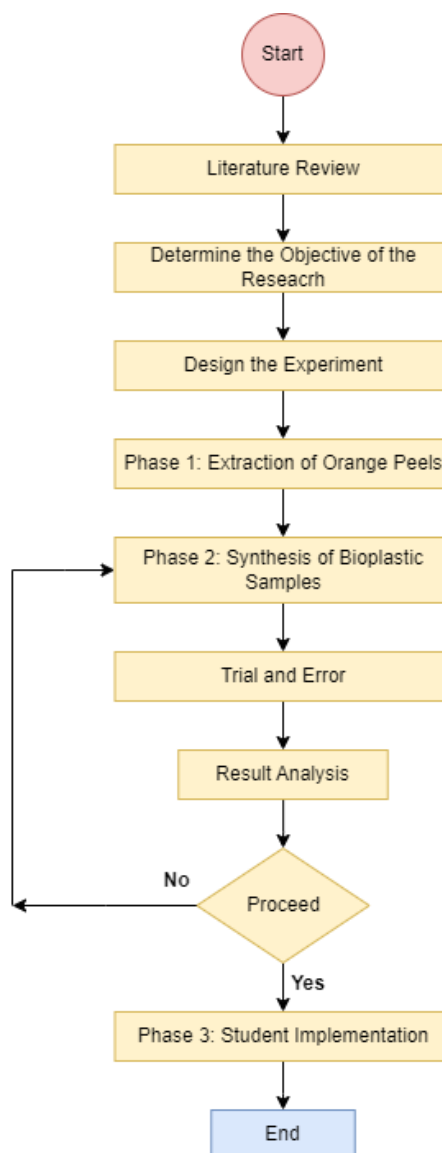 Start
Literature Review
Determine the Objective of the
Reseacrh
Design the Experiment
Phase 1: Extraction of Orange Peels
Phase 2: Synthesis of Bioplastic
Samples
Trial and Error
Result Analysis
No
Proceed
Yes
Phase 3: Student Implementation
End